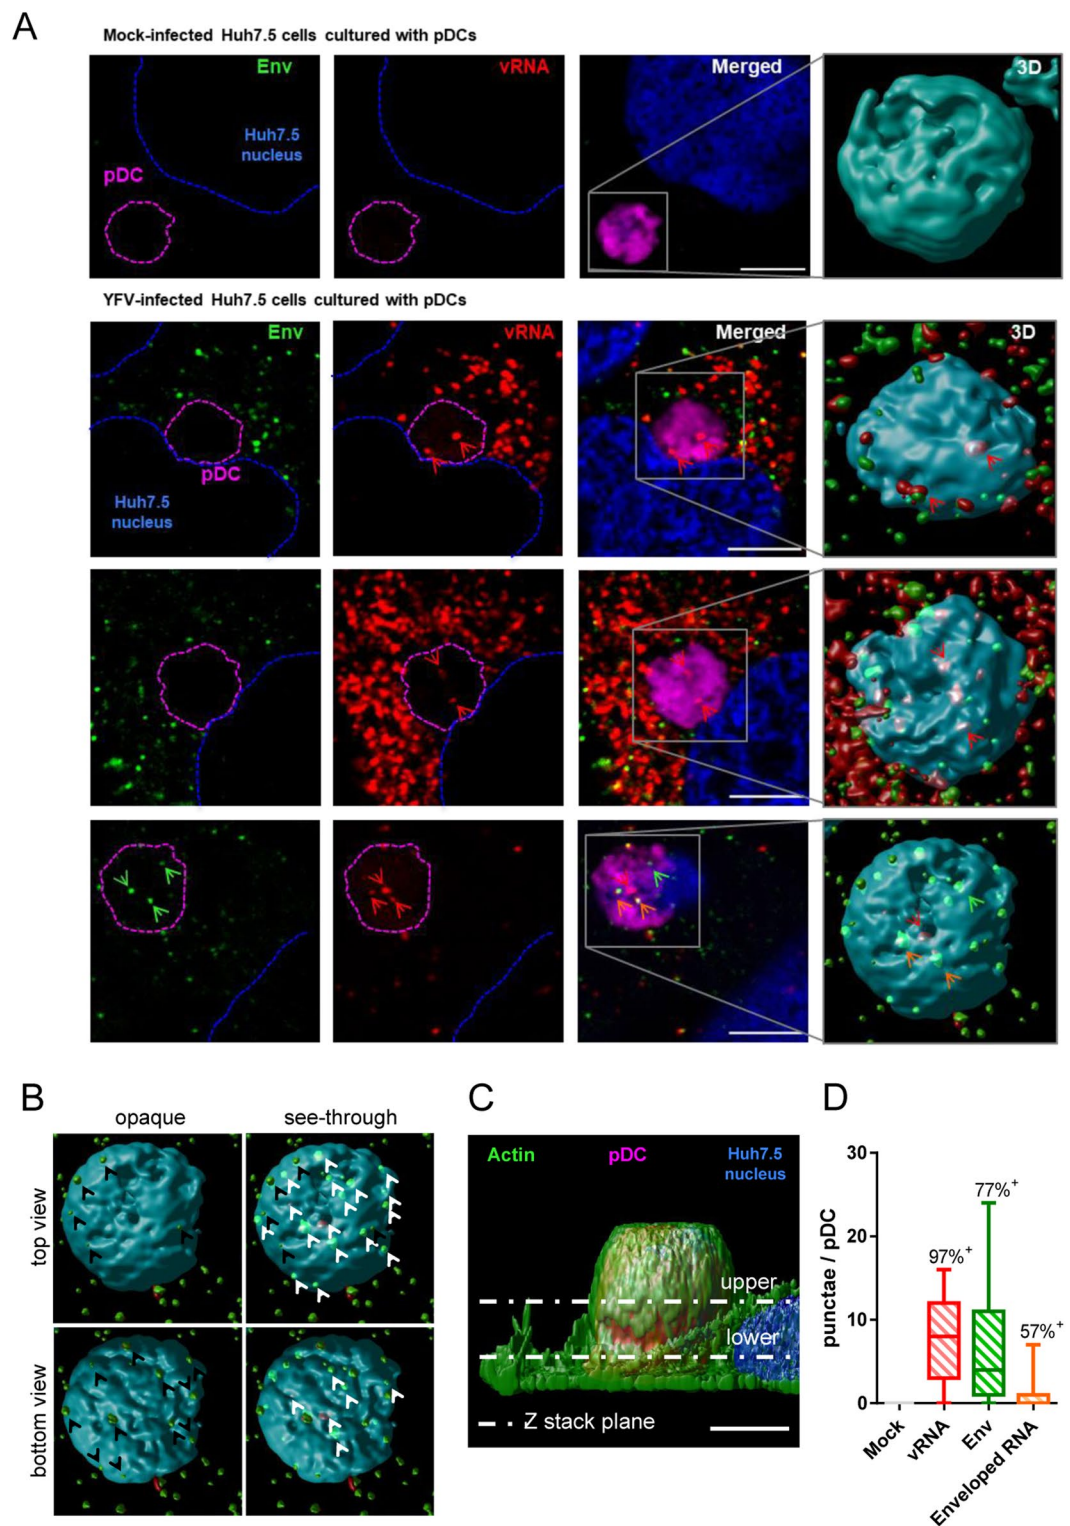 A
Mock-infected Huh7.5 cells cultured with pDCs
Env
vRNA
Merged
3D
Huh7.5
nucleus
pDC
YFV-infected Huh7.5 cells cultured with pDCs
Env
vRNA
Merged
3D
pDC
Huh7.5
nucleus
B
opaque
see-through
top view
bottom view
C
Actin
pDC
Huh7.5
nucleus
upper
lower
Z stack plane
D
punctae / pDC
30
20
10
0
97%+
77%+
57%+
Mock
vRNA
Env
Enveloped RNA